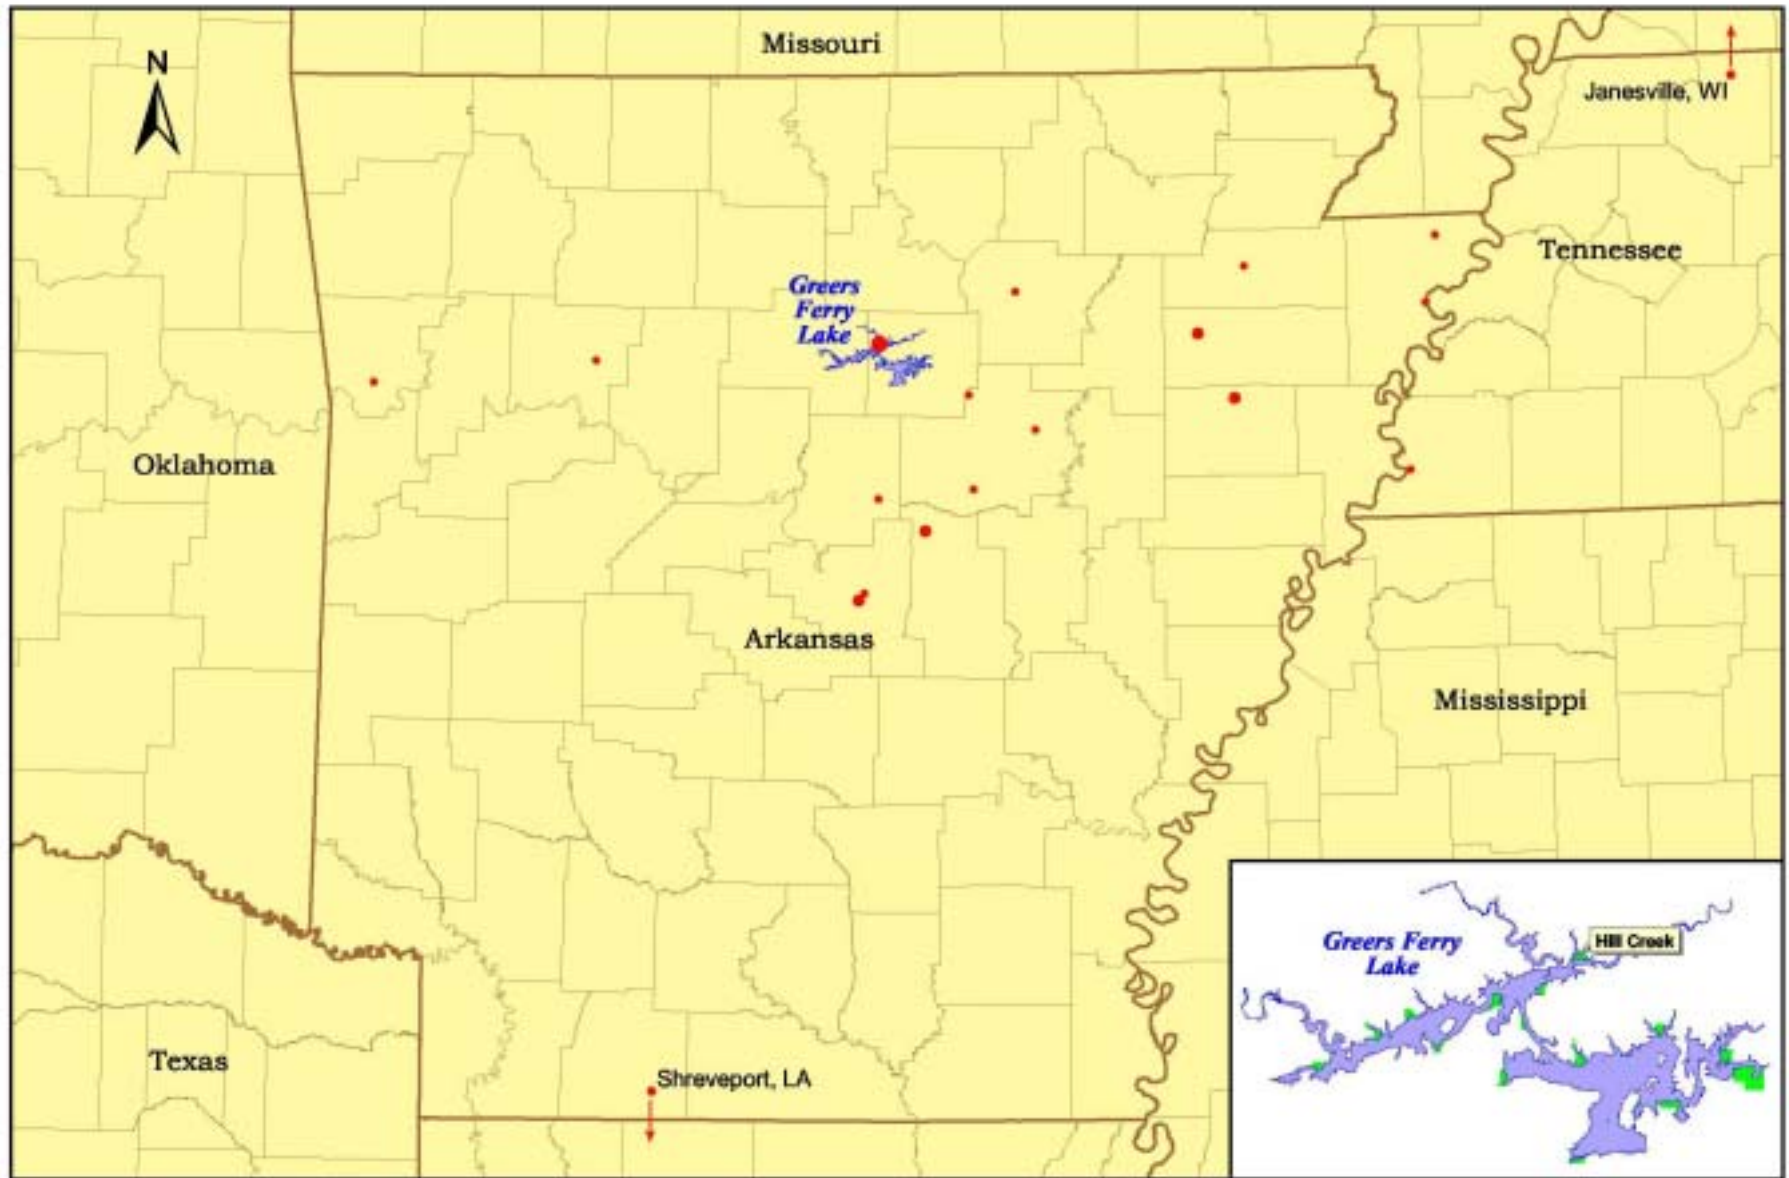 Missouri
N
Janesville, WI
Tennessee
Greers
Ferry
Lake
Oklahoma
Arkansas
Mississippi
Greers Ferry
Lake
Hill Creek
Texas
Shreveport, LA